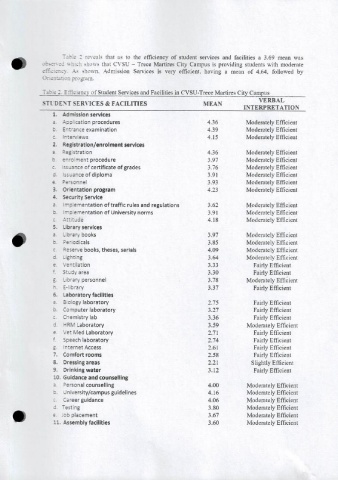 Table 2 reveals that as to the efficiency of student services and facilities a 3.69 mean was
observed which shows that CVSU – Trece Martires City Campus is providing students with moderate
efficiency. As shown, Admission Services is very efficient, having a mean of 4.64, followed by
Orientation program.
Table 2. Efficiency of Student Services and Facilities in CVSU-Trece Martires City Campus
STUDENT SERVICES & FACILITIES MEAN VERBAL INTERPRETATION
1. Admission services
a. Application procedures 4.36 Moderately Efficient
b. Entrance examination 4.39 Moderately Efficient
c. Interviews 4.15 Moderately Efficient
2. Registration/enrolment services
a. Registration 4.36 Moderately Efficient
b. enrolment procedure 3.97 Moderately Efficient
c. issuance of certificate of grades 3.76 Moderately Efficient
d. issuance of diploma 3.91 Moderately Efficient
e. Personnel 3.93 Moderately Efficient
3. Orientation program 4.23 Moderately Efficient
4. Security Service
a. Implementation of traffic rules and regulations 3.62 Moderately Efficient
b. Implementation of University norms 3.91 Moderately Efficient
c. Attitude 4.18 Moderately Efficient
5. Library services
a. Library books 3.97 Moderately Efficient
b. Periodicals 3.85 Moderately Efficient
c. Reserve books, theses, serials 4.09 Moderately Efficient
d. Lighting 3.64 Moderately Efficient
e. Ventilation 3.33 Fairly Efficient
f. Study area 3.30 Fairly Efficient
g. Library personnel 3.78 Moderately Efficient
h. E-library 3.37 Fairly Efficient
6. Laboratory facilities
a. Biology laboratory 2.75 Fairly Efficient
b. Computer laboratory 3.27 Fairly Efficient
c. Chemistry lab 3.36 Fairly Efficient
d. HRM Laboratory 3.59 Moderately Efficient
e. Vet Med Laboratory 2.71 Fairly Efficient
f. Speech laboratory 2.74 Fairly Efficient
g. Internet Access 2.61 Fairly Efficient
7. Comfort rooms 2.58 Fairly Efficient
8. Dressing areas 2.21 Slightly Efficient
9. Drinking water 3.12 Fairly Efficient
10. Guidance and counselling
a. Personal counselling 4.00 Moderately Efficient
b. University/campus guidelines 4.16 Moderately Efficient
c. Career guidance 4.06 Moderately Efficient
d. Testing 3.80 Moderately Efficient
e. Job placement 3.67 Moderately Efficient
11. Assembly facilities 3.60 Moderately Efficient